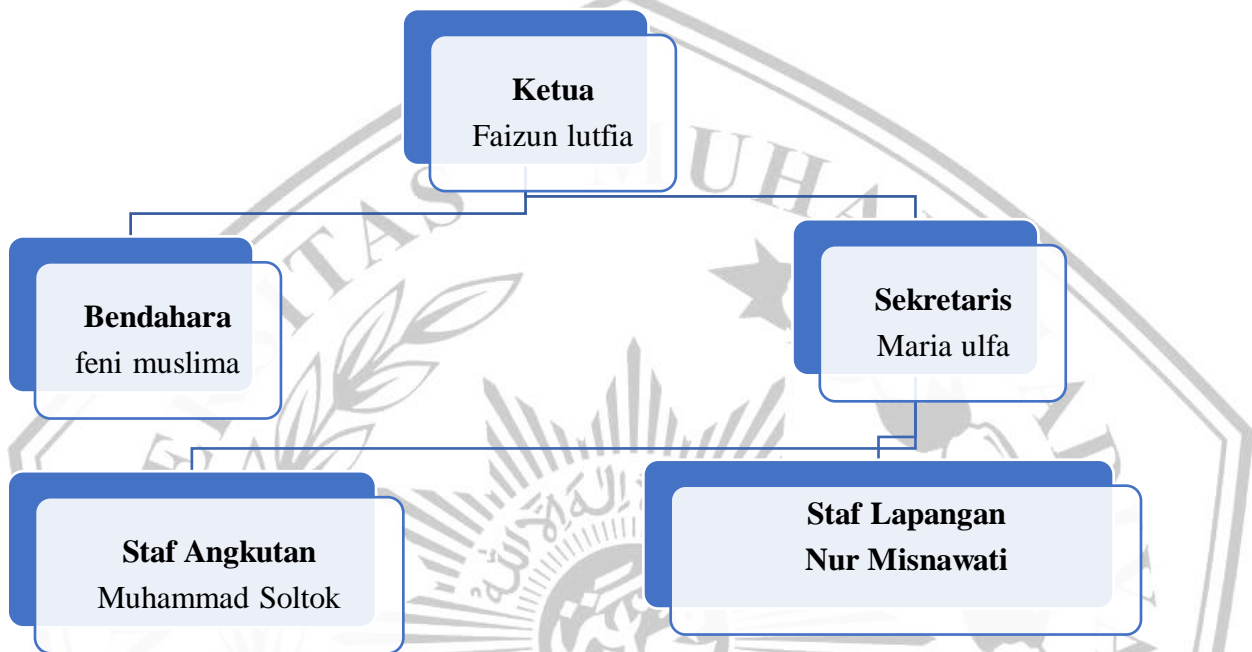 Ketua
Faizun lutfia
Bendahara
feni muslima
Sekretaris
Maria ulfa
Staf Angkutan
Muhammad Soltok
Staf Lapangan
Nur Misnawati